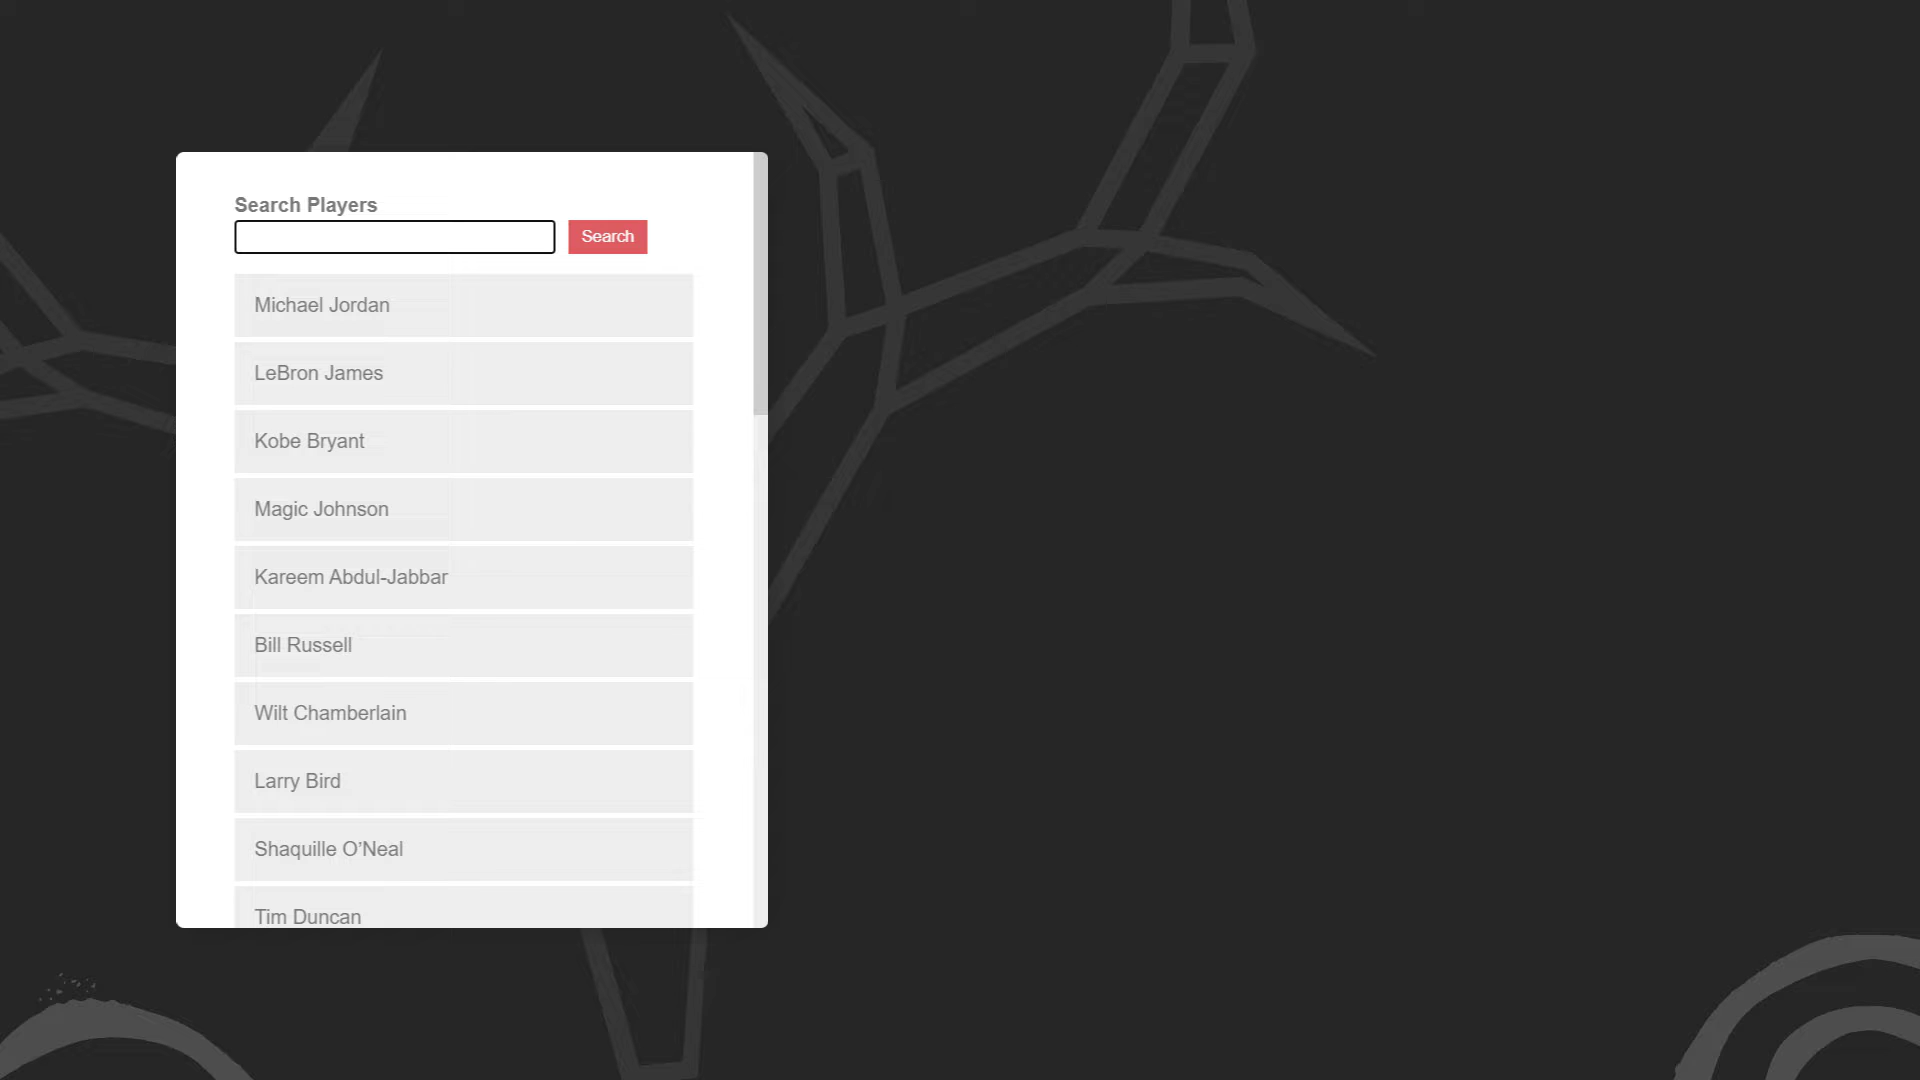 Search Players
Search
Michael Jordan
LeBron James
Kobe Bryant
Magic Johnson
Kareem Abdul-Jabbar
Bill Russell
Wilt Chamberlain
Larry Bird
Shaquille O’Neal
Tim Duncan